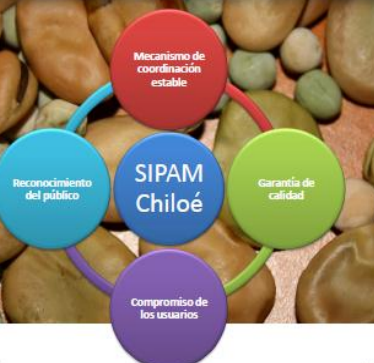 Mecanismo de
coordinación
estable
Reconocimiento
del público
SIPAM
Chiloé
Garantía de
calidad
Compromiso de
los usuarios